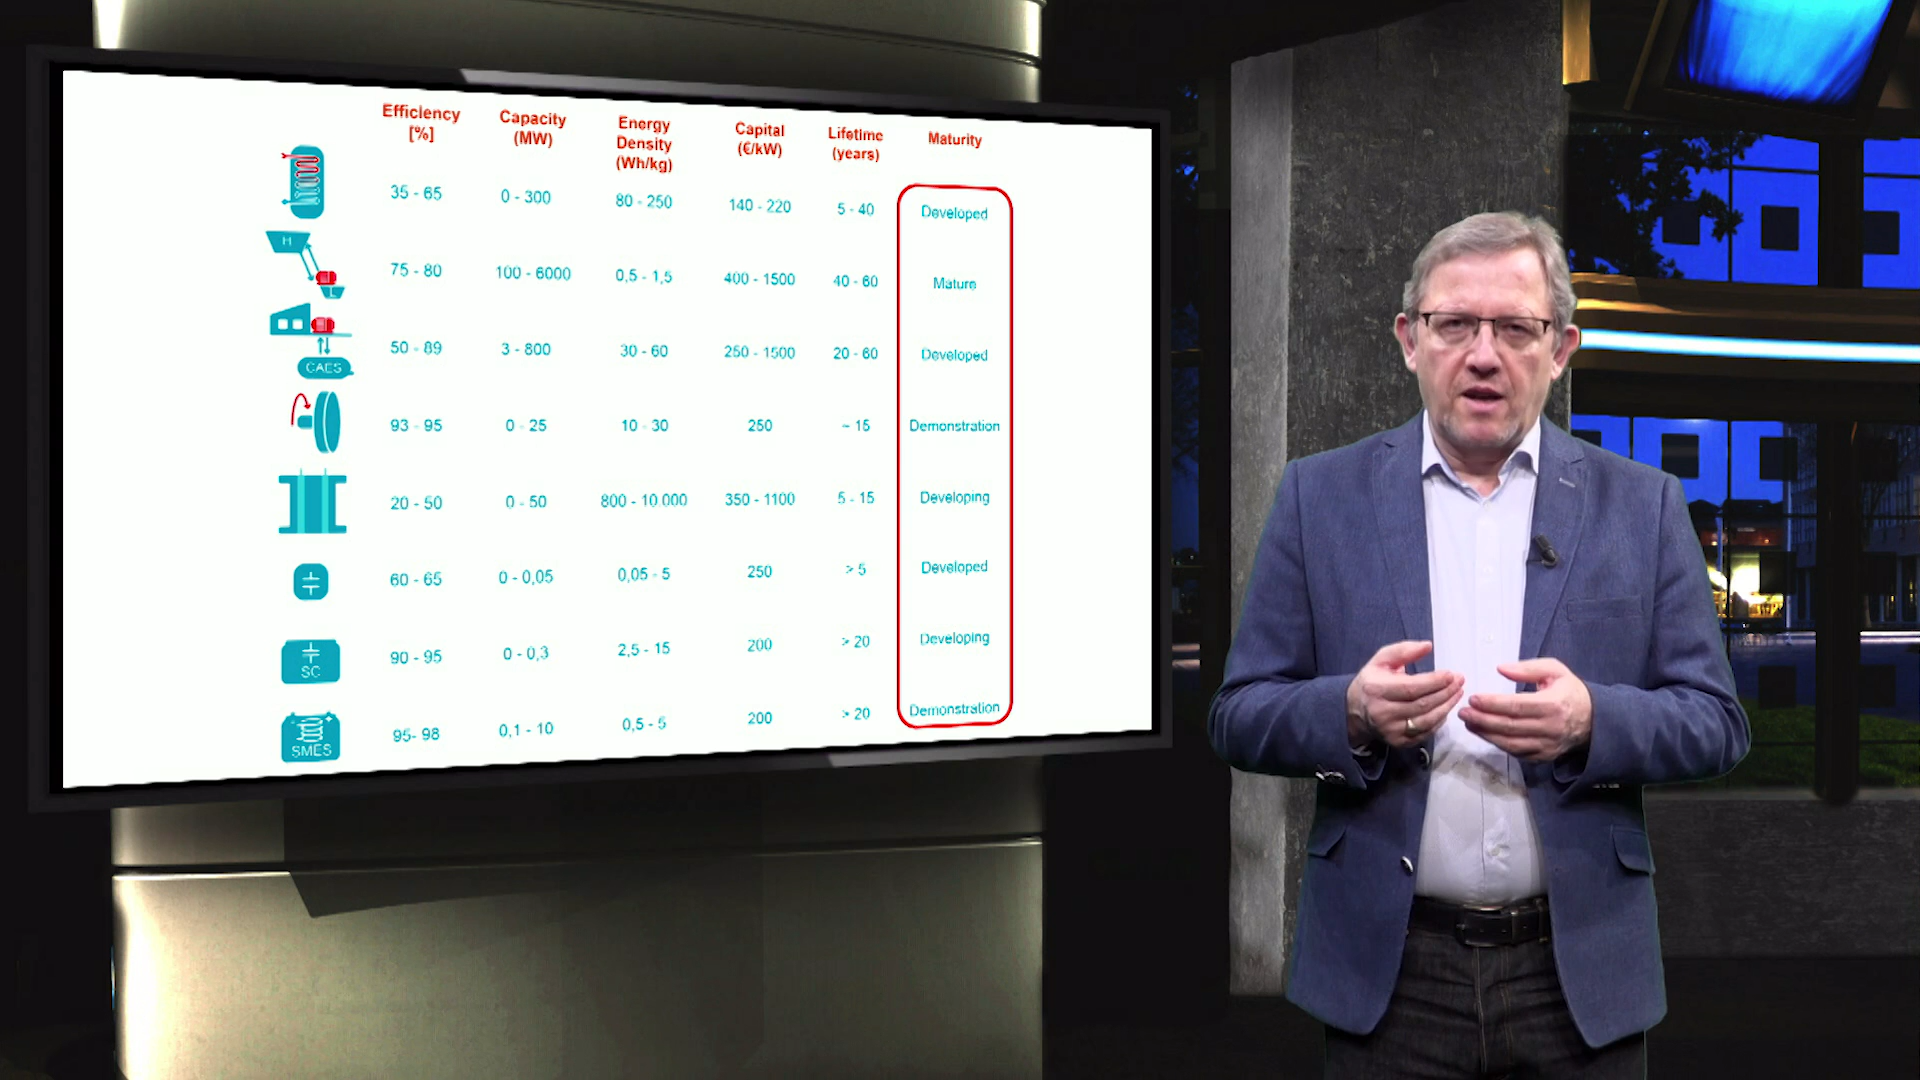 Efficiency [%] Capacity (MW) Energy Density (Wh/kg) Capital (€/kW) Lifetime (years) Maturity
35 - 65 0 - 300 80 - 250 140 - 220 5 - 40 Developed
H L 75 - 80 100 - 6000 0,5 - 1,5 400 - 1500 40 - 60 Mature
CAES 50 - 89 3 - 800 30 - 60 250 - 1500 20 - 60 Developed
93 - 95 0 - 25 10 - 30 250 ~ 15 Demonstration
20 - 50 0 - 50 800 - 10.000 350 - 1100 5 - 15 Developing
60 - 65 0 - 0,05 0,05 - 5 250 > 5 Developed
SC 90 - 95 0 - 0,3 2,5 - 15 200 > 20 Developing
SMES 95- 98 0,1 - 10 0,5 - 5 200 > 20 Demonstration